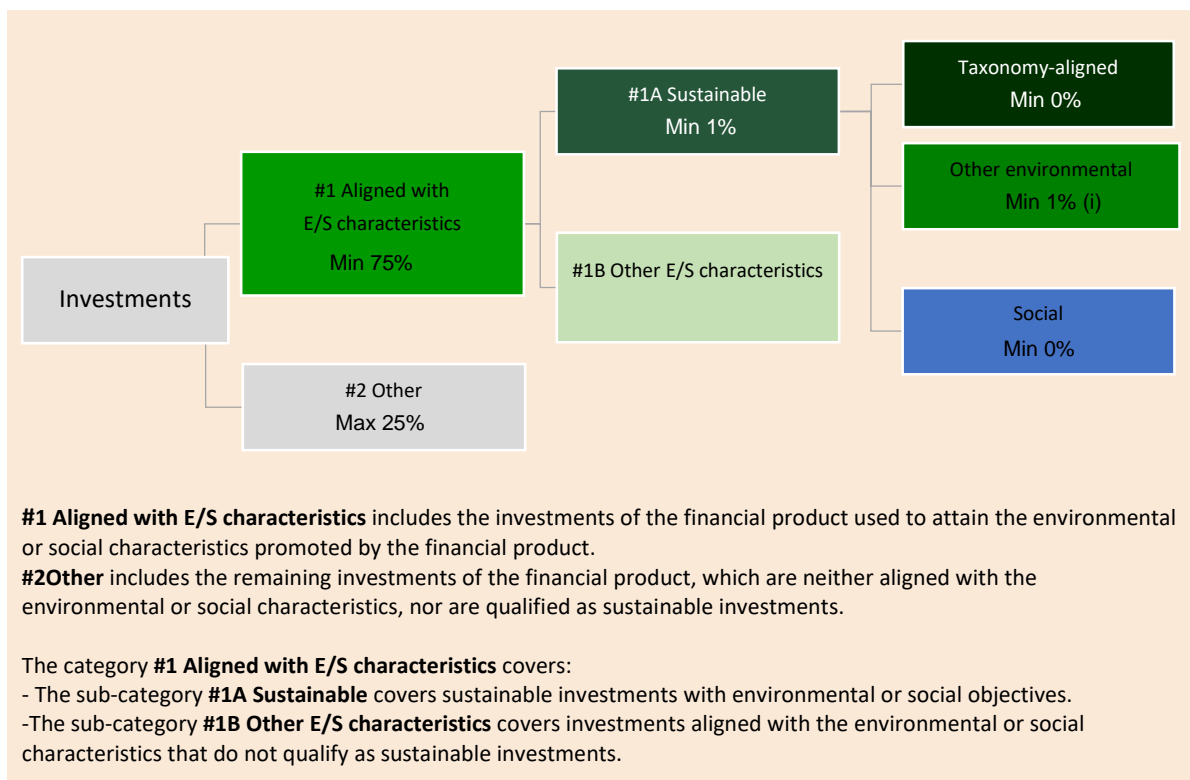 Investments
#1 Aligned with
E/S characteristics
Min 75%
#2 Other
Max 25%
#1A Sustainable
Min 1%
#1B Other E/S characteristics
Taxonomy-aligned
Min 0%
Other environmental
Min 1% (i)
Social
Min 0%
#1 Aligned with E/S characteristics includes the investments of the financial product used to attain the environmental
or social characteristics promoted by the financial product.
#2Other includes the remaining investments of the financial product, which are neither aligned with the
environmental or social characteristics, nor are qualified as sustainable investments.
The category #1 Aligned with E/S characteristics covers:
- The sub-category #1A Sustainable covers sustainable investments with environmental or social objectives.
-The sub-category #1B Other E/S characteristics covers investments aligned with the environmental or social
characteristics that do not qualify as sustainable investments.